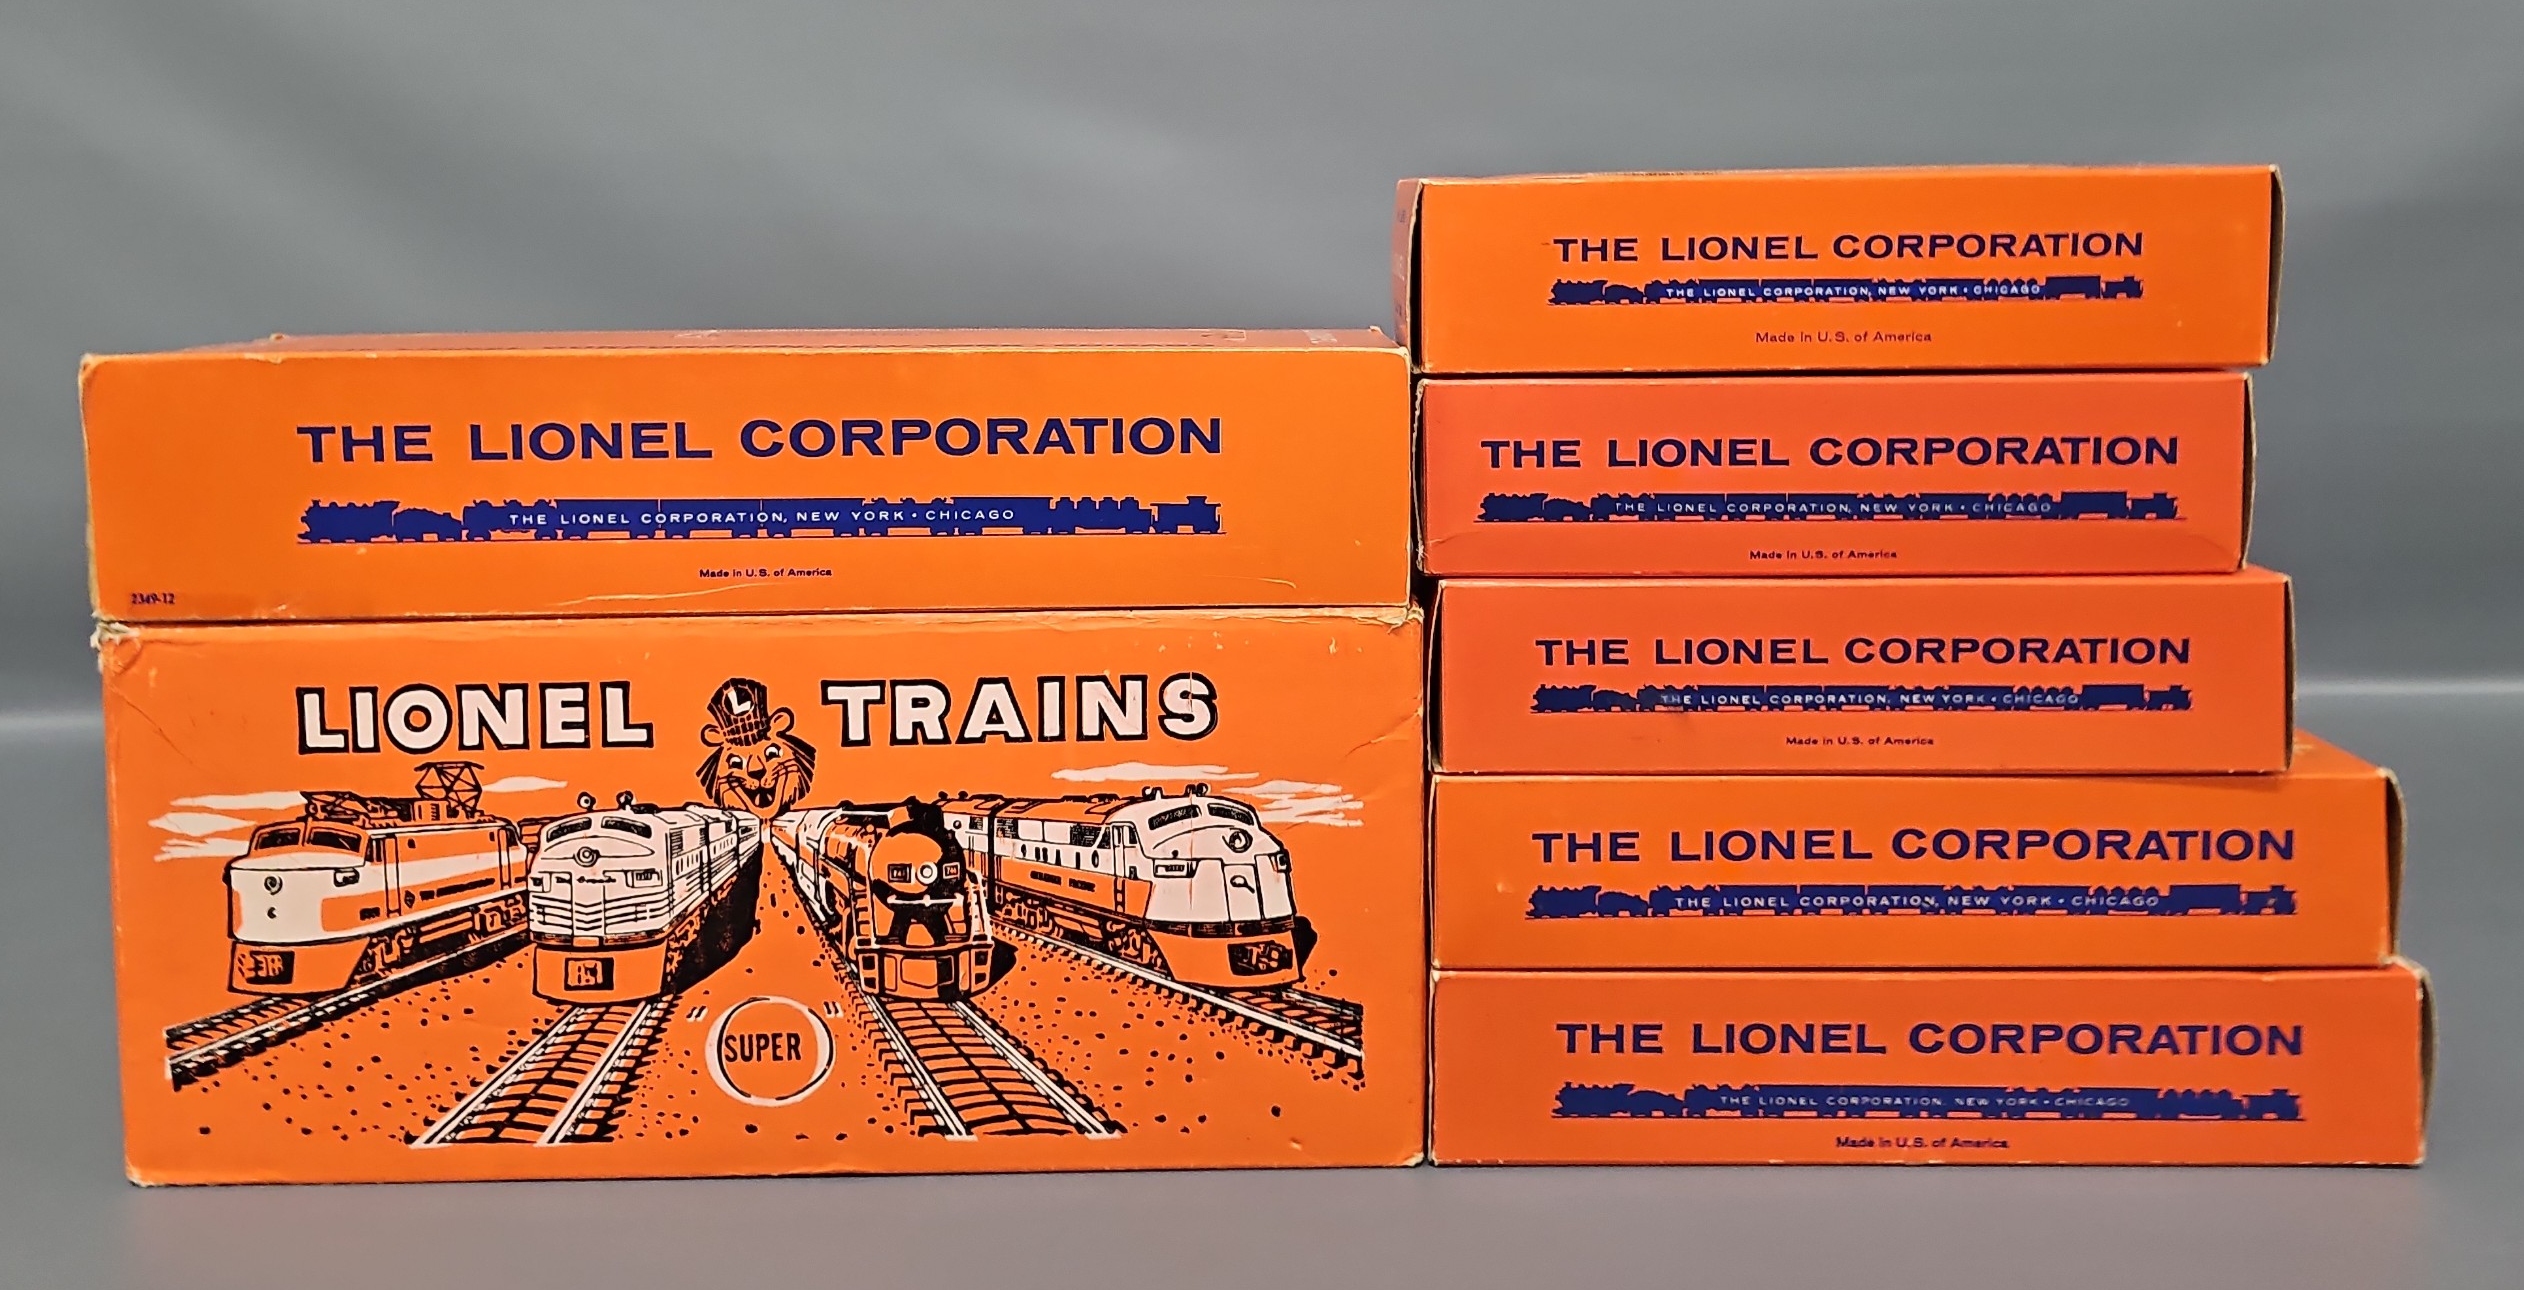 THE LIONEL CORPORATION
THE LIONEL CORPORATION, NEW YORK • CHICAGO
Made in U.S. of America
2349-12
LIONEL TRAINS
L
"SUPER"
THE LIONEL CORPORATION
THE LIONEL CORPORATION, NEW YORK • CHICAGO
Made in U.S. of America
THE LIONEL CORPORATION
THE LIONEL CORPORATION, NEW YORK • CHICAGO
Made in U.S. of America
THE LIONEL CORPORATION
THE LIONEL CORPORATION, NEW YORK • CHICAGO
Made in U.S. of America
THE LIONEL CORPORATION
THE LIONEL CORPORATION, NEW YORK • CHICAGO
THE LIONEL CORPORATION
THE LIONEL CORPORATION, NEW YORK • CHICAGO
Made in U.S. of America